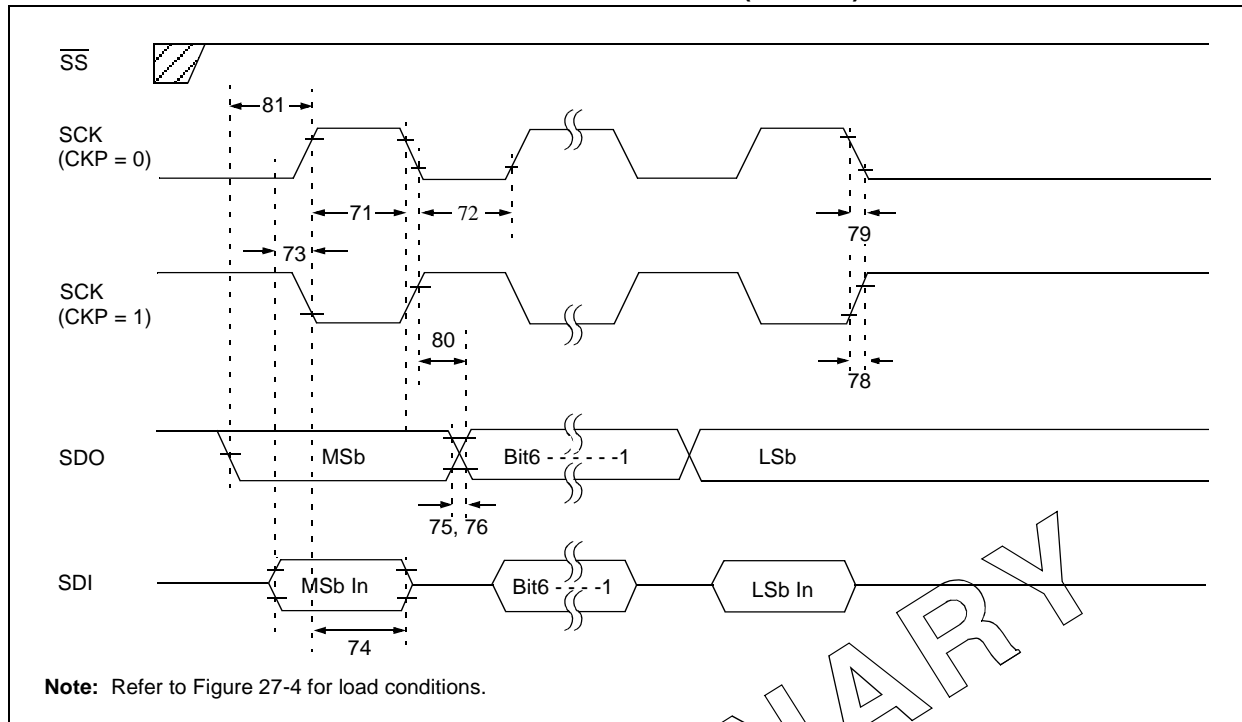 SS
81
SCK
(CKP = 0)
71
72
79
73
SCK
(CKP = 1)
80
78
SDO
MSb
Bit6 - - - - - -1
LSb
75, 76
SDI
MSb In
Bit6 - - - -1
LSb In
74
Note: Refer to Figure 27-4 for load conditions.
NARY